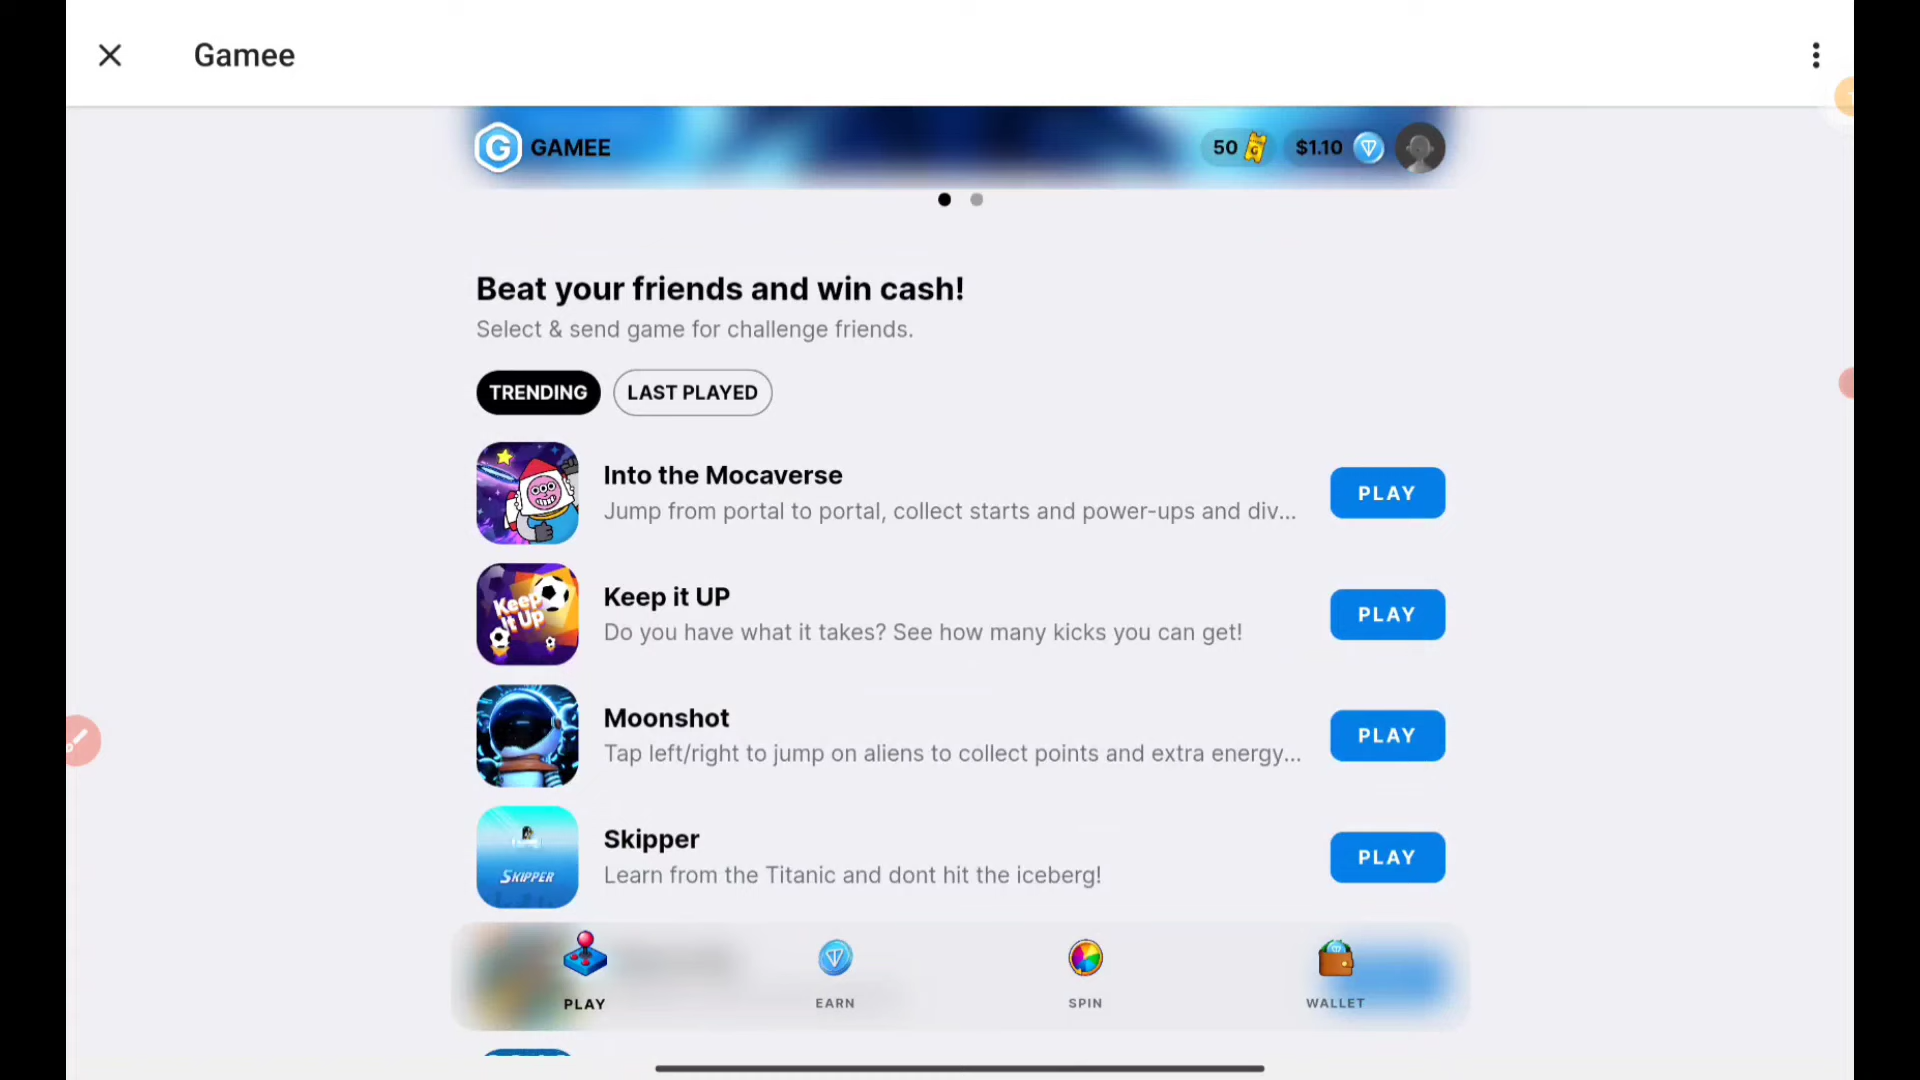 Gamee
GAMEE
50
$1.10
Beat your friends and win cash!
Select & send game for challenge friends.
TRENDING
LAST PLAYED
Into the Mocaverse
Jump from portal to portal, collect starts and power-ups and div...
PLAY
Keep it Up
Keep it UP
Do you have what it takes? See how many kicks you can get!
PLAY
Moonshot
Tap left/right to jump on aliens to collect points and extra energy...
PLAY
SKIPPER
Skipper
Learn from the Titanic and dont hit the iceberg!
PLAY
PLAY
EARN
SPIN
WALLET